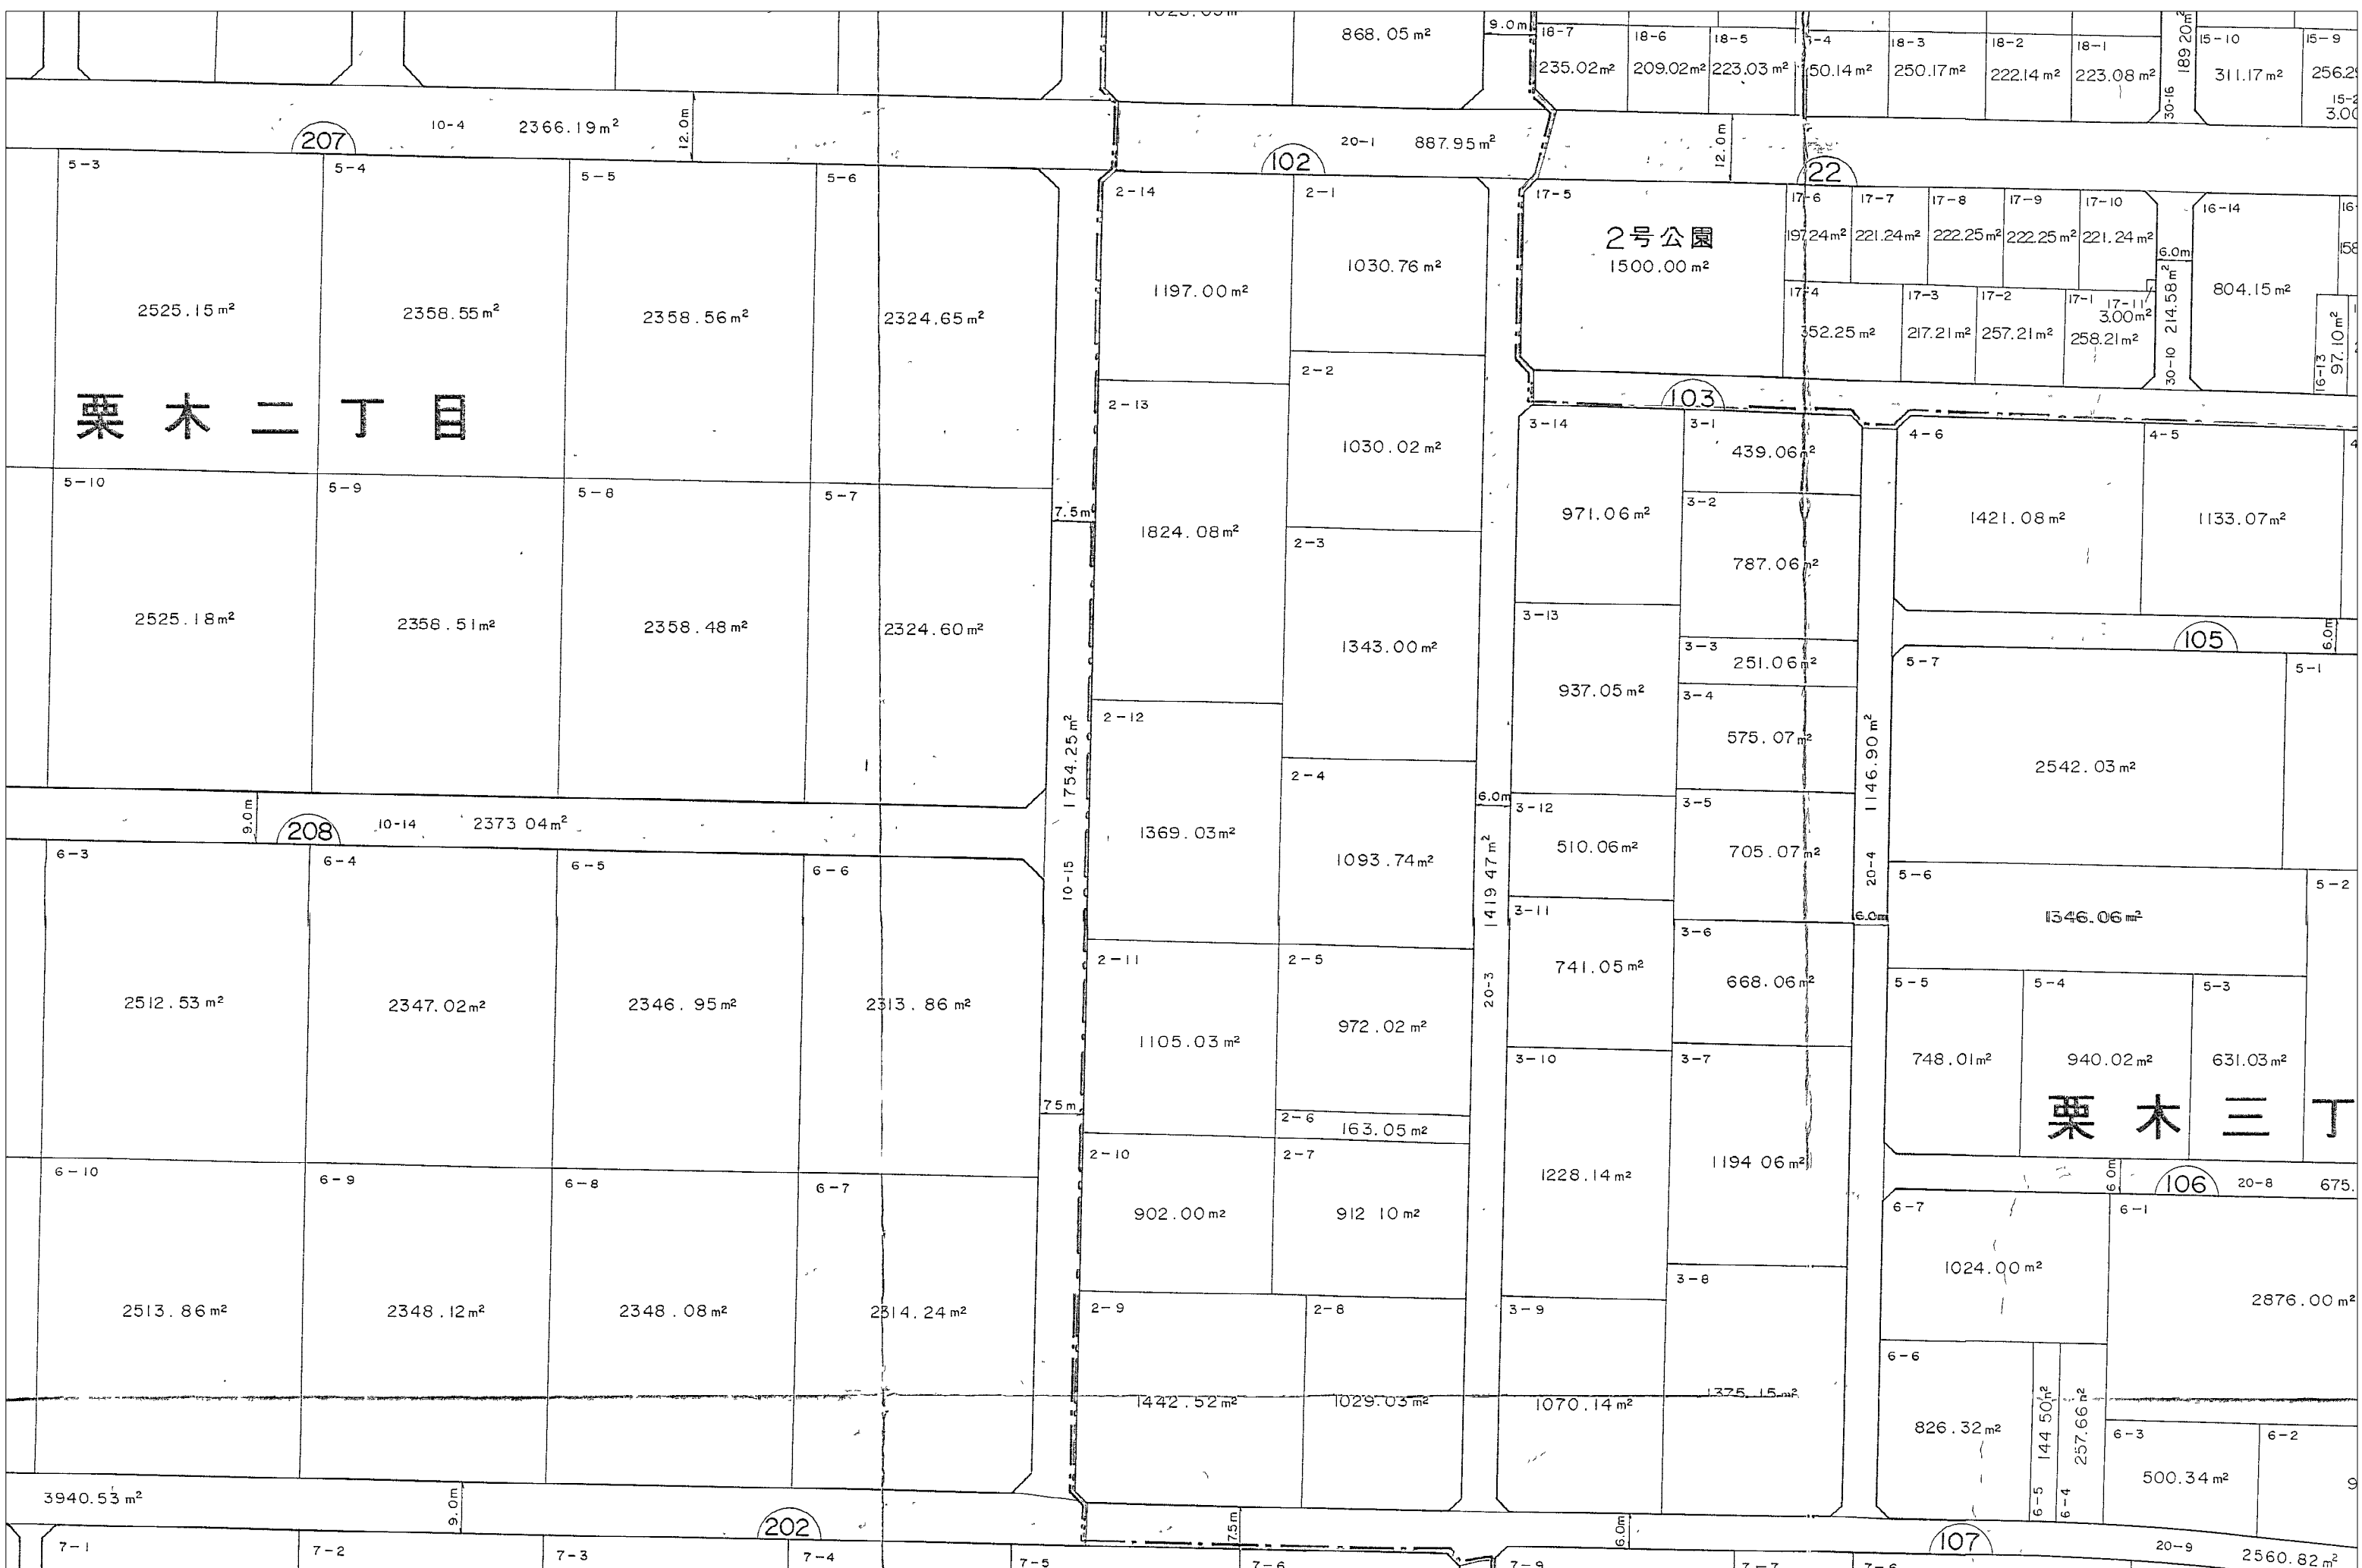 868.05m²
9.0m
18-7
18-6
18-5
18-3
18-2
18-1
189 20m²
15-10
15-9
235.02m²
209.02m²
223.03m²
50.14m²
250.17m²
222.14m²
223.08m²
30-16
311.17m²
10-4
2366.19m²
12.0m
207
20-1
887.95m²
12.0m
102
22
5-3
5-4
5-5
5-6
2-14
2-1
17-5
17-6
17-7
17-8
17-9
17-10
16-14
2号公園
1500.00m²
197.24m²
221.24m²
222.25m²
222.25m²
221.24m²
6.0m
1030.76m²
1197.00m²
2525.15m²
2358.55m²
2358.56m²
2324.65m²
17-4
17-3
17-2
17-1
17-11
3.00m²
214.58m²
804.15m²
352.25m²
217.21m²
257.21m²
258.21m²
30-10
16-13
97.10m²
2-2
2-13
103
栗木二丁目
3-14
3-1
4-6
4-5
1030.02m²
439.06m²
5-10
5-9
5-8
5-7
7.5m
3-2
971.06m²
1421.08m²
1133.07m²
1824.08m²
2-3
787.06m²
2525.18m²
2358.51m²
2358.48m²
2324.60m²
1343.00m²
3-13
3-3
251.06m²
105
6.0m
5-7
5-1
937.05m²
3-4
2-12
1754.25m²
575.07m²
1146.90m²
2542.03m²
2-4
6.0m
3-12
3-5
9.0m
208
10-14
2373 04m²
1369.03m²
1093.74m²
1419 47m²
510.06m²
705.07m²
6-3
6-4
6-5
6-6
10-15
20-4
5-6
5-2
3-11
6.0m
1346.06m²
3-6
2-11
2-5
741.05m²
668.06m²
20-3
5-5
5-4
5-3
2512.53m²
2347.02m²
2346.95m²
2313.86m²
1105.03m²
972.02m²
3-10
3-7
748.01m²
940.02m²
631.03m²
75m
2-6
163.05m²
栗木三丁
2-10
2-7
6-10
6-9
6-8
6-7
1228.14m²
1194 06m²
6.0m
106
20-8
675.
902.00m²
912 10m²
6-7
6-1
1024.00m²
3-8
2876.00m²
2513.86m²
2348.12m²
2348.08m²
2314.24m²
2-9
2-8
3-9
6-6
1442.52m²
1029.03m²
1070.14m²
1375.15m²
826.32m²
144 50m²
257.66m²
6-3
6-2
500.34m²
6-5
6-4
3940.53m²
9.0m
202
7.5m
6.0m
107
20-9
2560.82m²
7-1
7-2
7-3
7-4
7-5
7-6
7-9
7-7